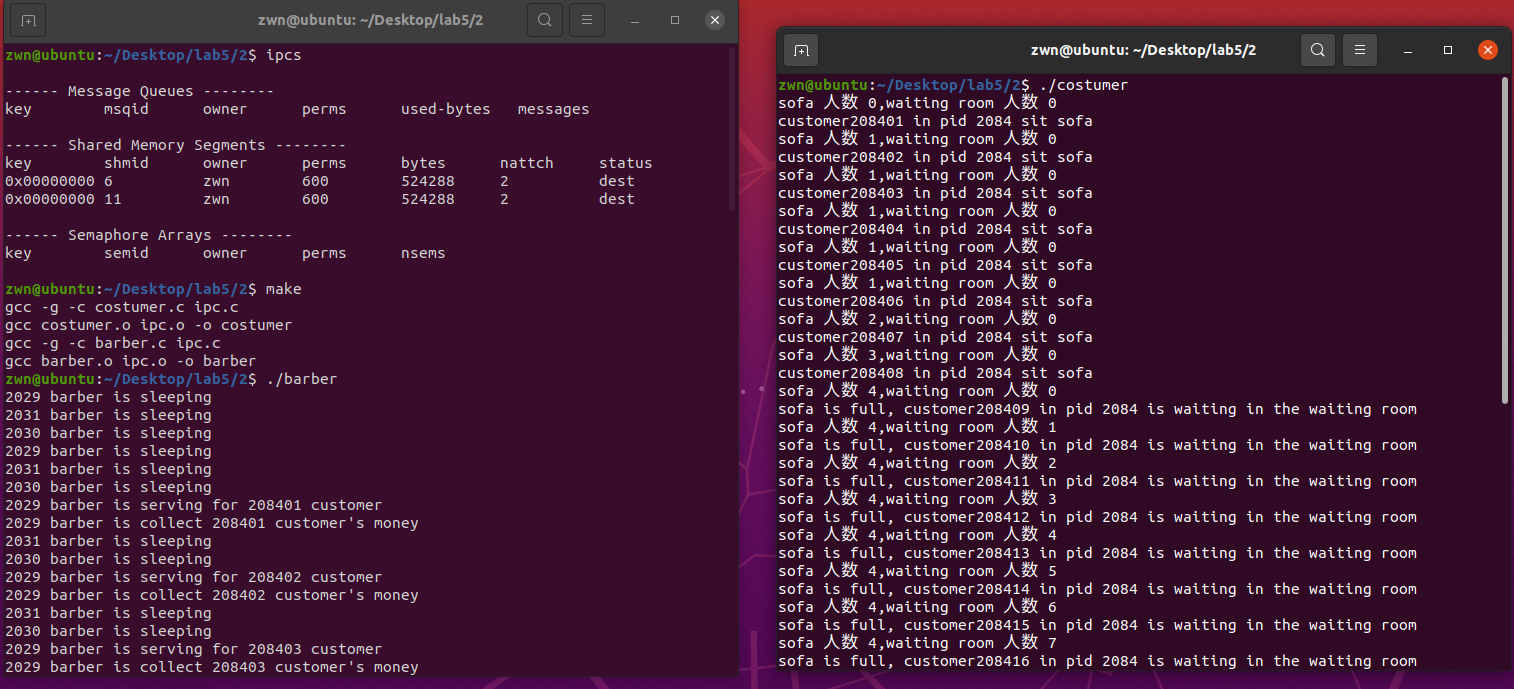 zwn@ubuntu: ~/Desktop/lab5/2
zwn@ubuntu:~/Desktop/lab5/2$ ipcs
------ Message Queues --------
key msqid owner perms used-bytes messages
------ Shared Memory Segments --------
key shmid owner perms bytes nattch status
0x00000000 6 zwn 600 524288 2 dest
0x00000000 11 zwn 600 524288 2 dest
------ Semaphore Arrays --------
key semid owner perms nsems
zwn@ubuntu:~/Desktop/lab5/2$ make
gcc -g -c costumer.c ipc.c
gcc costumer.o ipc.o -o costumer
gcc -g -c barber.c ipc.c
gcc barber.o ipc.o -o barber
zwn@ubuntu:~/Desktop/lab5/2$ ./barber
2029 barber is sleeping
2031 barber is sleeping
2030 barber is sleeping
2029 barber is sleeping
2031 barber is sleeping
2030 barber is sleeping
2029 barber is serving for 208401 customer
2029 barber is collect 208401 customer's money
2031 barber is sleeping
2030 barber is sleeping
2029 barber is serving for 208402 customer
2029 barber is collect 208402 customer's money
2031 barber is sleeping
2030 barber is sleeping
2029 barber is serving for 208403 customer
2029 barber is collect 208403 customer's money
zwn@ubuntu: ~/Desktop/lab5/2
zwn@ubuntu:~/Desktop/lab5/2$ ./costumer
sofa 人数 0,waiting room 人数 0
customer208401 in pid 2084 sit sofa
sofa 人数 1,waiting room 人数 0
customer208402 in pid 2084 sit sofa
sofa 人数 1,waiting room 人数 0
customer208403 in pid 2084 sit sofa
sofa 人数 1,waiting room 人数 0
customer208404 in pid 2084 sit sofa
sofa 人数 1,waiting room 人数 0
customer208405 in pid 2084 sit sofa
sofa 人数 1,waiting room 人数 0
customer208406 in pid 2084 sit sofa
sofa 人数 2,waiting room 人数 0
customer208407 in pid 2084 sit sofa
sofa 人数 3,waiting room 人数 0
customer208408 in pid 2084 sit sofa
sofa 人数 4,waiting room 人数 0
sofa is full, customer208409 in pid 2084 is waiting in the waiting room
sofa 人数 4,waiting room 人数 1
sofa is full, customer208410 in pid 2084 is waiting in the waiting room
sofa 人数 4,waiting room 人数 2
sofa is full, customer208411 in pid 2084 is waiting in the waiting room
sofa 人数 4,waiting room 人数 3
sofa is full, customer208412 in pid 2084 is waiting in the waiting room
sofa 人数 4,waiting room 人数 4
sofa is full, customer208413 in pid 2084 is waiting in the waiting room
sofa 人数 4,waiting room 人数 5
sofa is full, customer208414 in pid 2084 is waiting in the waiting room
sofa 人数 4,waiting room 人数 6
sofa is full, customer208415 in pid 2084 is waiting in the waiting room
sofa 人数 4,waiting room 人数 7
sofa is full, customer208416 in pid 2084 is waiting in the waiting room